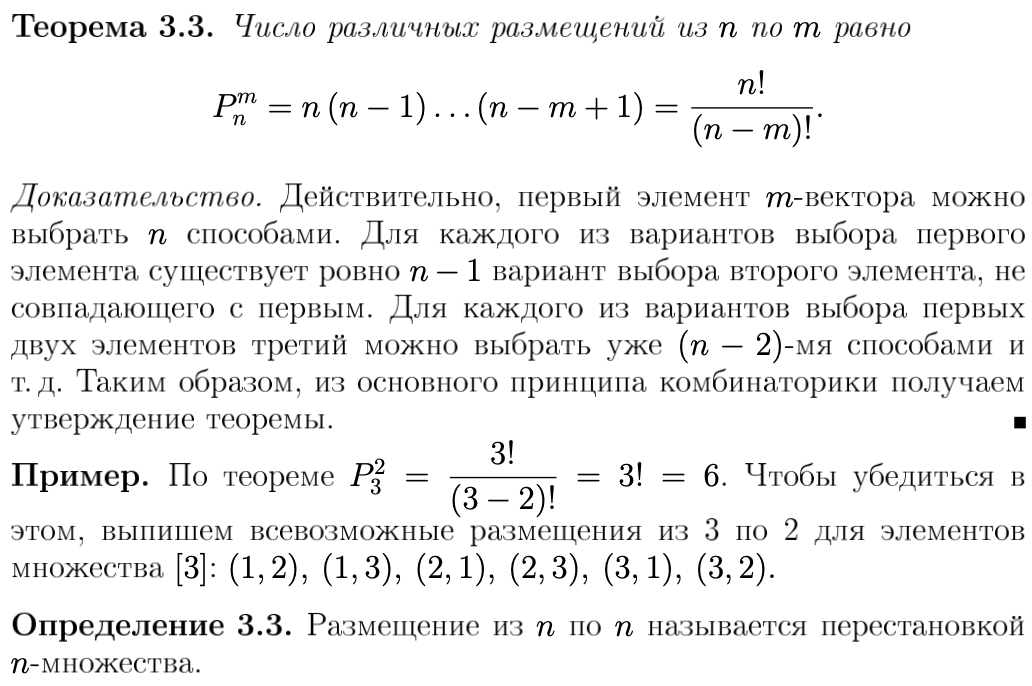 Теорема 3.3. Число различных размещений из n по m равно
P_n^m = n (n − 1) . . . (n − m + 1) = n! / (n − m)!.
Доказательство. Действительно, первый элемент m-вектора можно
выбрать n способами. Для каждого из вариантов выбора первого
элемента существует ровно n − 1 вариант выбора второго элемента, не
совпадающего с первым. Для каждого из вариантов выбора первых
двух элементов третий можно выбрать уже (n − 2)-мя способами и
т. д. Таким образом, из основного принципа комбинаторики получаем
утверждение теоремы. ■
Пример. По теореме P_3^2 = 3! / (3 − 2)! = 3! = 6. Чтобы убедиться в
этом, выпишем всевозможные размещения из 3 по 2 для элементов
множества [3]: (1, 2), (1, 3), (2, 1), (2, 3), (3, 1), (3, 2).
Определение 3.3. Размещение из n по n называется перестановкой
n-множества.